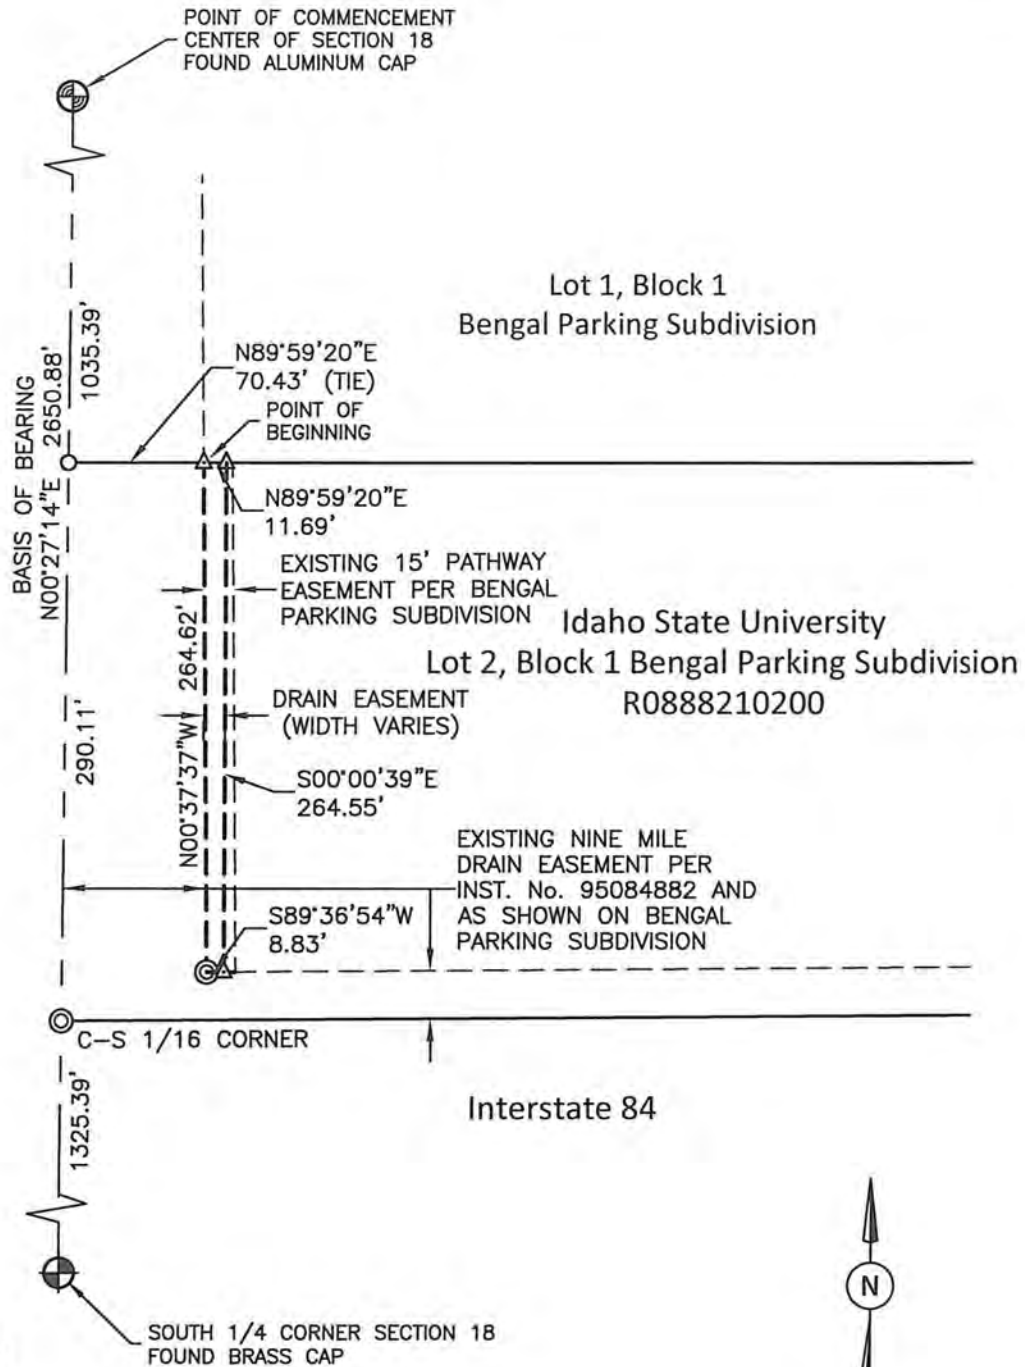 POINT OF COMMENCEMENT
CENTER OF SECTION 18
FOUND ALUMINUM CAP
Lot 1, Block 1
Bengal Parking Subdivision
BASIS OF BEARING
N00°27'14"E 2650.88'
1035.39'
N89°59'20"E
70.43' (TIE)
POINT OF
BEGINNING
N89°59'20"E
11.69'
EXISTING 15' PATHWAY
EASEMENT PER BENGAL
PARKING SUBDIVISION
Idaho State University
Lot 2, Block 1 Bengal Parking Subdivision
R0888210200
N00°37'37"W 264.62'
DRAIN EASEMENT
(WIDTH VARIES)
290.11'
S00°00'39"E
264.55'
EXISTING NINE MILE
DRAIN EASEMENT PER
INST. No. 95084882 AND
AS SHOWN ON BENGAL
PARKING SUBDIVISION
S89°36'54"W
8.83'
C-S 1/16 CORNER
1325.39'
Interstate 84
N
SOUTH 1/4 CORNER SECTION 18
FOUND BRASS CAP